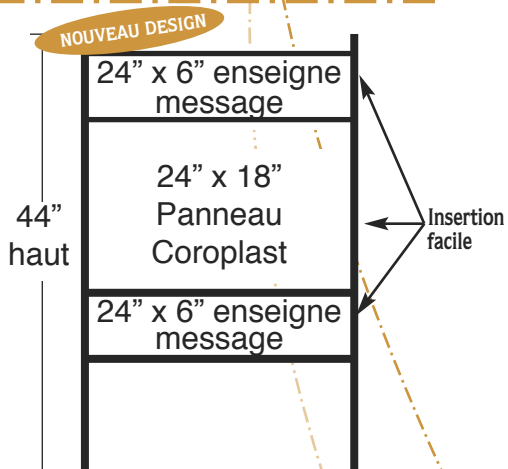 NOUVEAU DESIGN
24” x 6” enseigne
message
24” x 18”
Panneau
Coroplast
44”
haut
Insertion
facile
24” x 6” enseigne
message